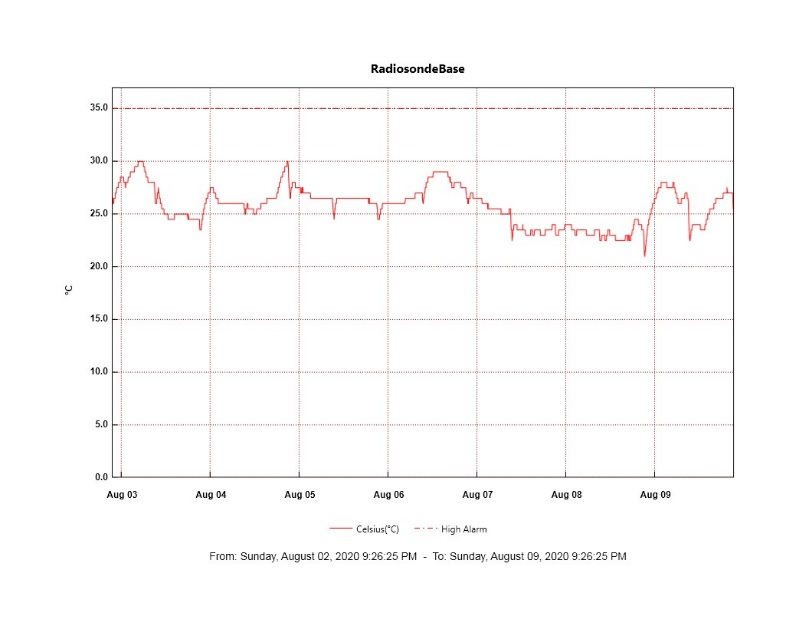 RadiosondeBase
35.0
30.0
25.0
20.0
°C
15.0
10.0
5.0
0.0
Aug 03 Aug 04 Aug 05 Aug 06 Aug 07 Aug 08 Aug 09
Celsius(°C) High Alarm
From: Sunday, August 02, 2020 9:26:25 PM - To: Sunday, August 09, 2020 9:26:25 PM